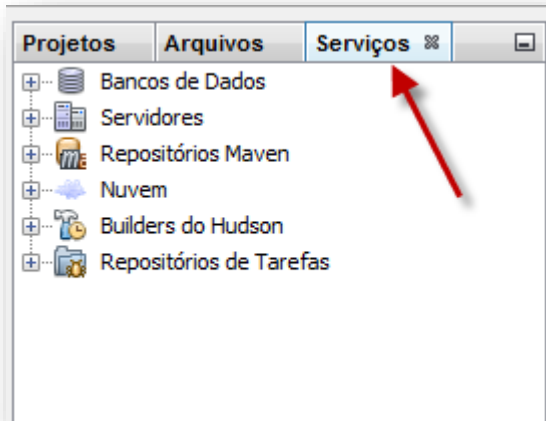 Projetos Arquivos Serviços
Bancos de Dados
Servidores
Repositórios Maven
Nuvem
Builders do Hudson
Repositórios de Tarefas